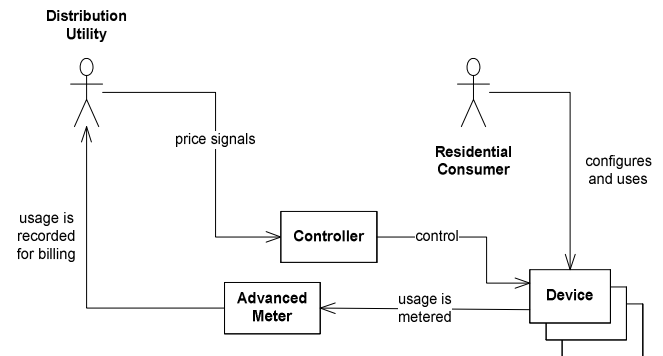 Distribution
Utility
price signals
Residential
Consumer
configures
and uses
usage is
recorded
for billing
Controller
control
Advanced
Meter
usage is
metered
Device